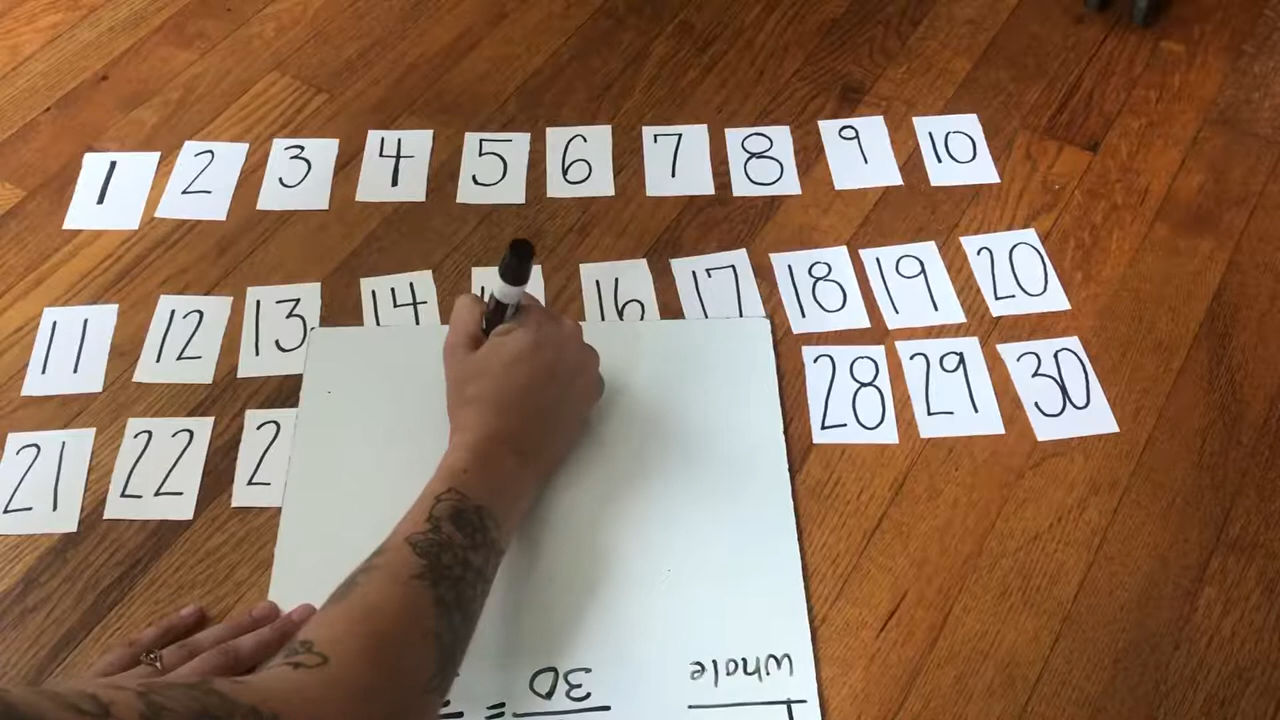 1 2 3 4 5 6 7 8 9 10
11 12 13 14 16 17 18 19 20
21 22 2 28 29 30
whole
30 =